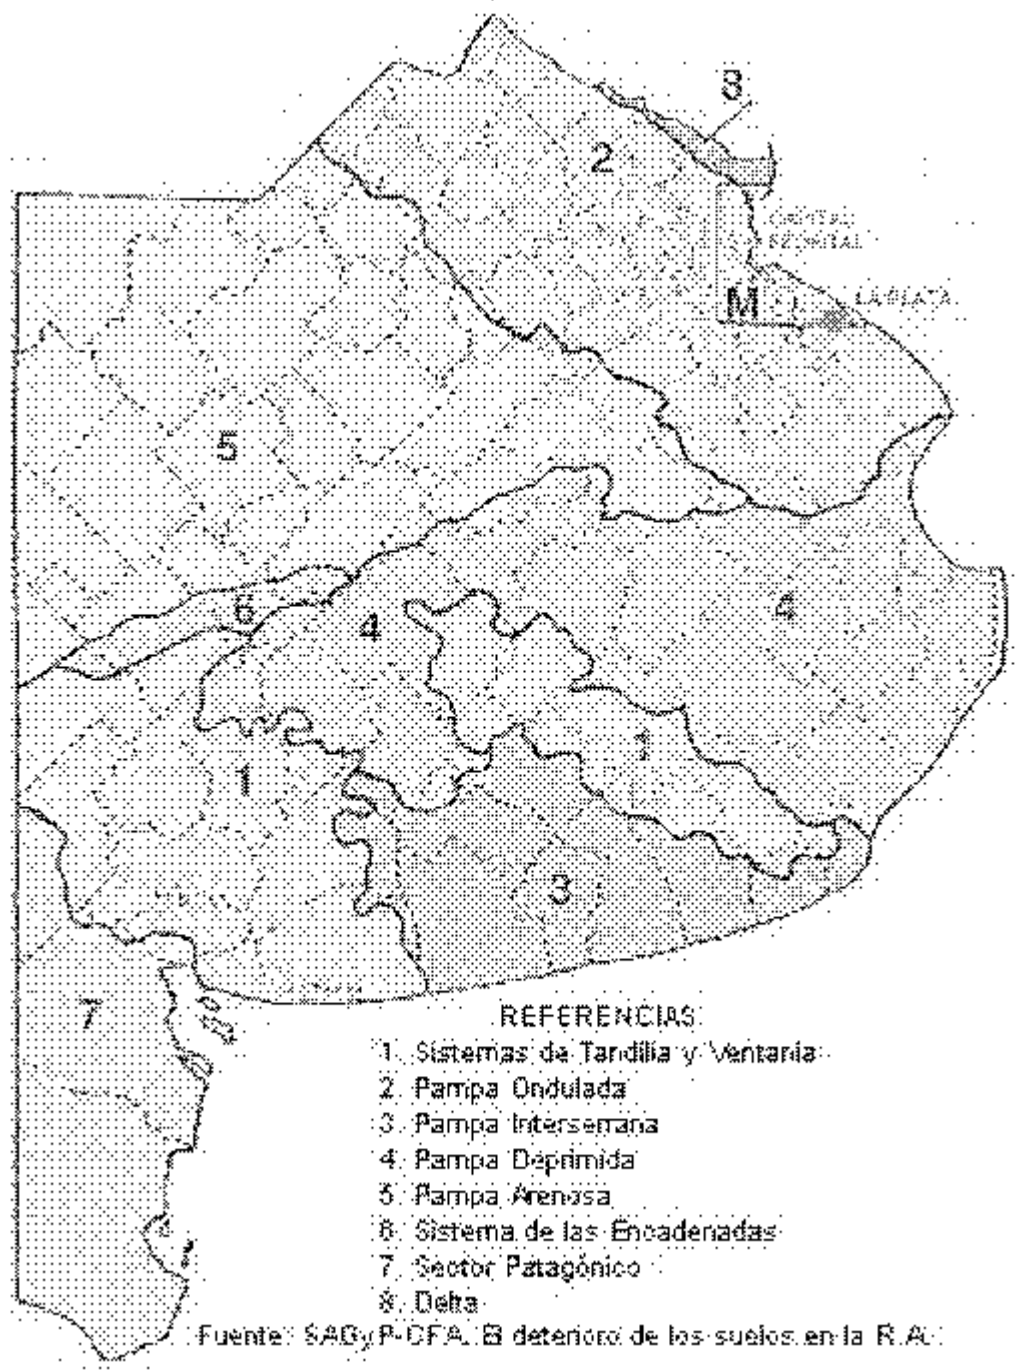 8
2
CAPITAL
FEDERAL
M
LA PLATA
5
6
4
4
1
1
3
7
REFERENCIAS
1. Sistemas de Tandilia y Ventania
2. Pampa Ondulada
3. Pampa Interserrana
4. Pampa Deprimida
5. Pampa Arenosa
6. Sistema de las Encadenadas
7. Sector Patagónico
8. Delta
Fuente: SAGyP-CFA. El deterioro de los suelos en la R.A.